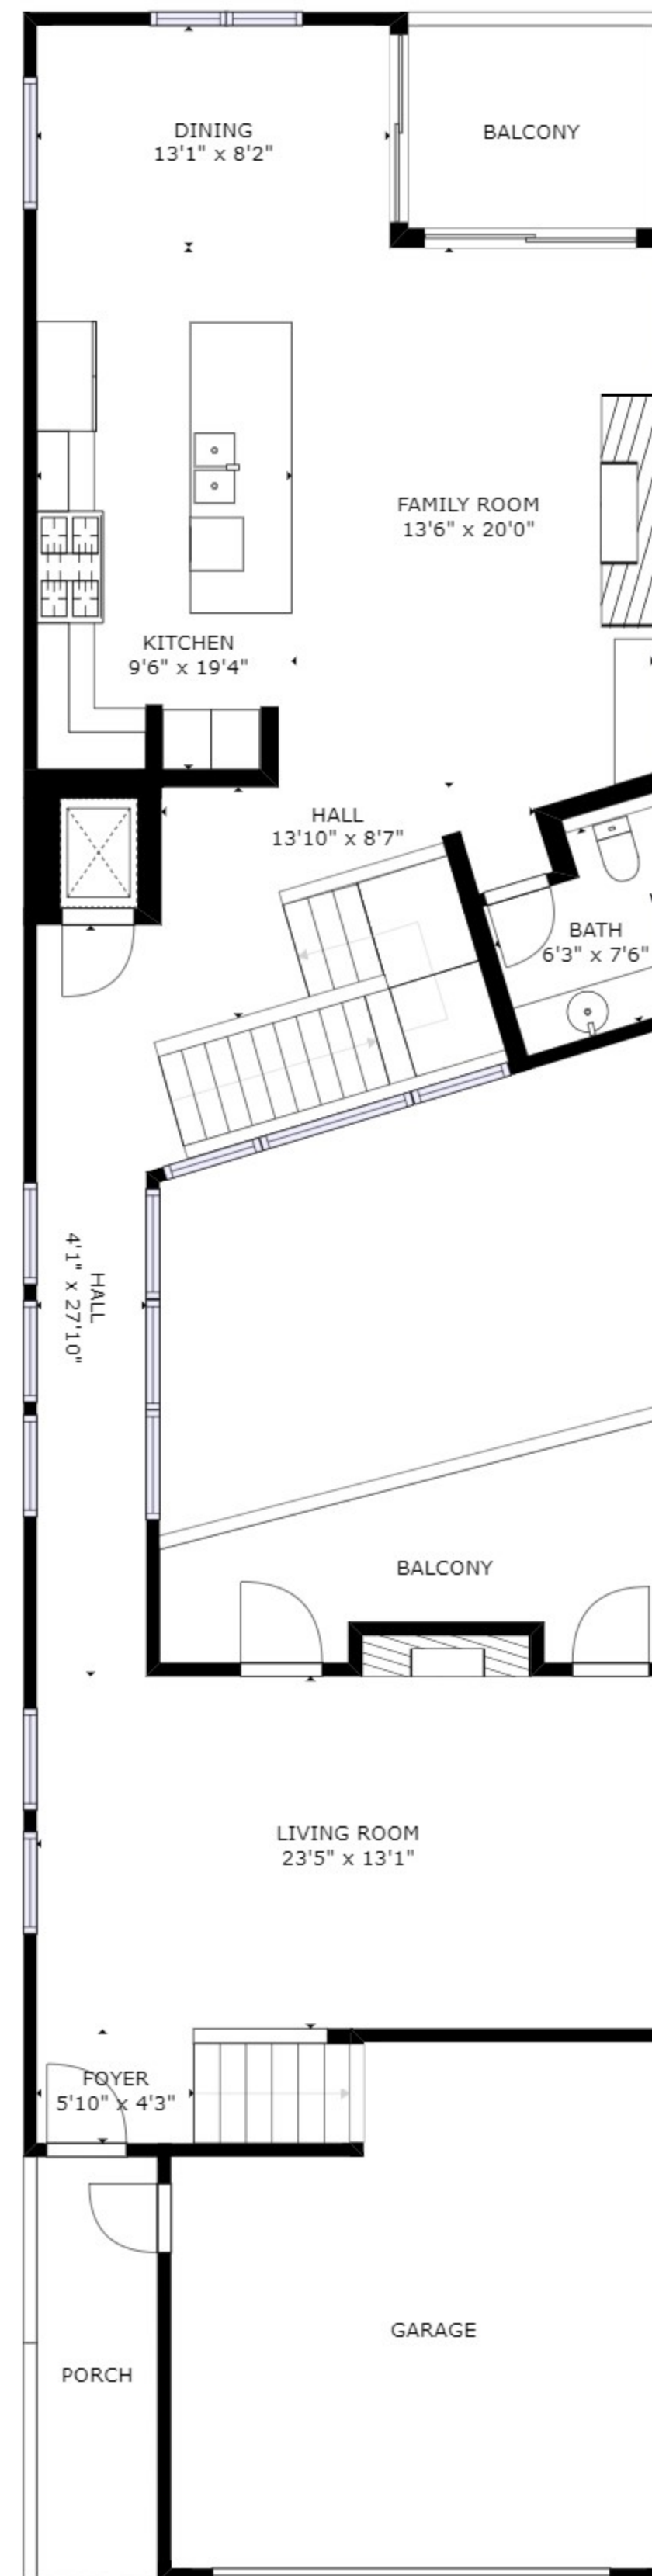 DINING
13'1" x 8'2"
BALCONY
FAMILY ROOM
13'6" x 20'0"
KITCHEN
9'6" x 19'4"
HALL
13'10" x 8'7"
BATH
6'3" x 7'6"
HALL
4'1" x 27'10"
BALCONY
LIVING ROOM
23'5" x 13'1"
FOYER
5'10" x 4'3"
GARAGE
PORCH